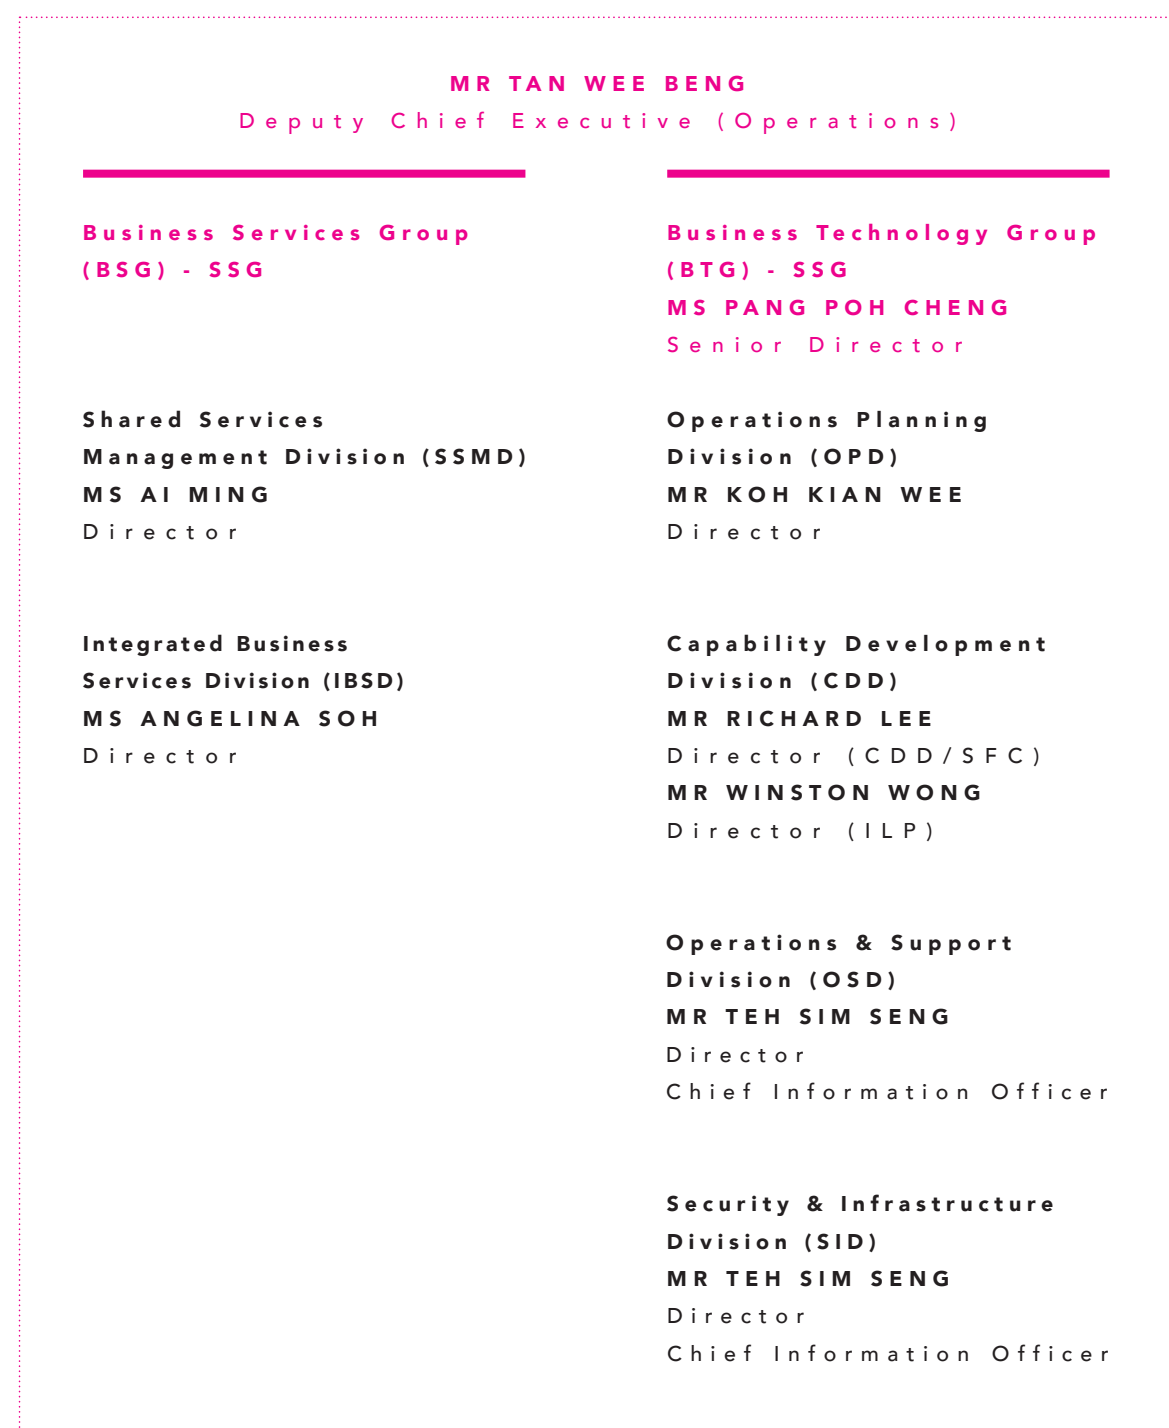 MR TAN WEE BENG
Deputy Chief Executive (Operations)
Business Services Group
(BSG) - SSG
Shared Services
Management Division (SSMD)
MS AI MING
Director
Integrated Business
Services Division (IBSD)
MS ANGELINA SOH
Director
Business Technology Group
(BTG) - SSG
MS PANG POH CHENG
Senior Director
Operations Planning
Division (OPD)
MR KOH KIAN WEE
Director
Capability Development
Division (CDD)
MR RICHARD LEE
Director (CDD/SFC)
MR WINSTON WONG
Director (ILP)
Operations & Support
Division (OSD)
MR TEH SIM SENG
Director
Chief Information Officer
Security & Infrastructure
Division (SID)
MR TEH SIM SENG
Director
Chief Information Officer